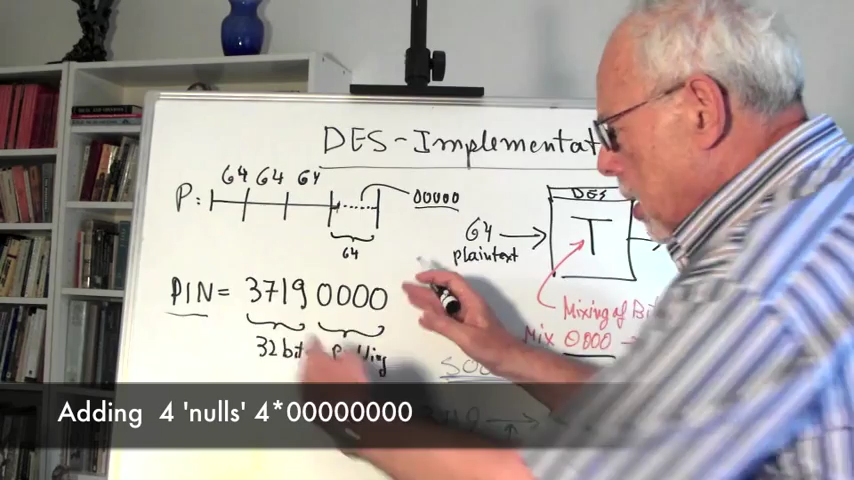 DES-Implementat
P:
64 64 64
00000
64
DES
T
64
plaintext
PIN = 3719 0000
32 bit
Mixing of Bi
Mix 0000 →
Adding 4 'nulls' 4*00000000